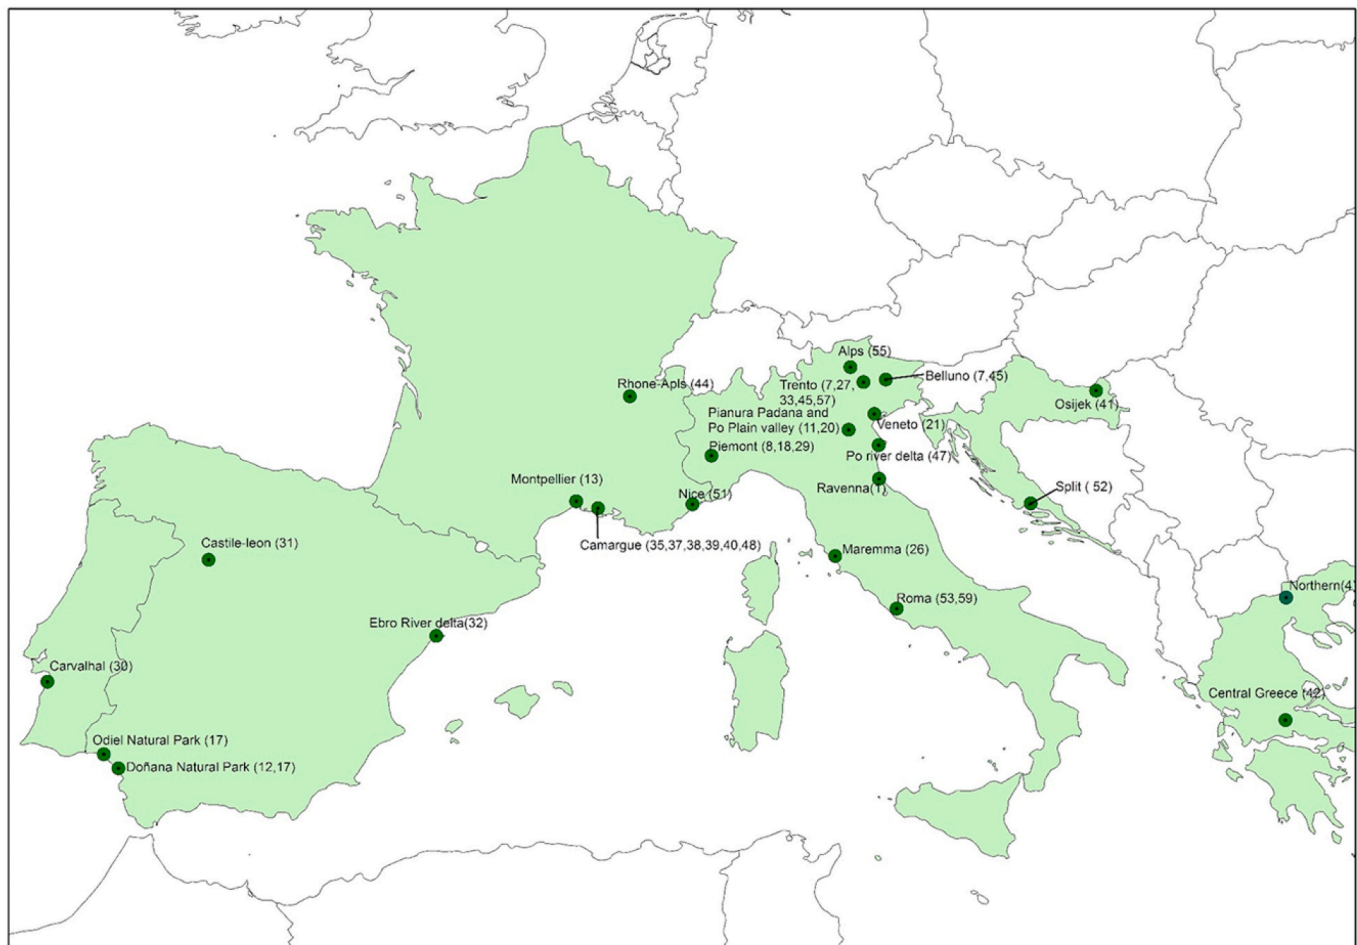 Alps (55)
Rhone-Apls (44)
Trento (7,27,
33,45,57)
Belluno (7,45)
Osijek (41)
Pianura Padana and
Po Plain valley (11,20)
Veneto (21)
Piemont (8,18,29)
Po river delta (47)
Montpellier (13)
Nice (51)
Ravenna(1)
Split ( 52)
Castile-leon (31)
Camargue (35,37,38,39,40,48)
Maremma (26)
Northern(4
Roma (53,59)
Ebro River delta(32)
Carvalhal (30)
Central Greece (42)
Odiel Natural Park (17)
Doñana Natural Park (12,17)